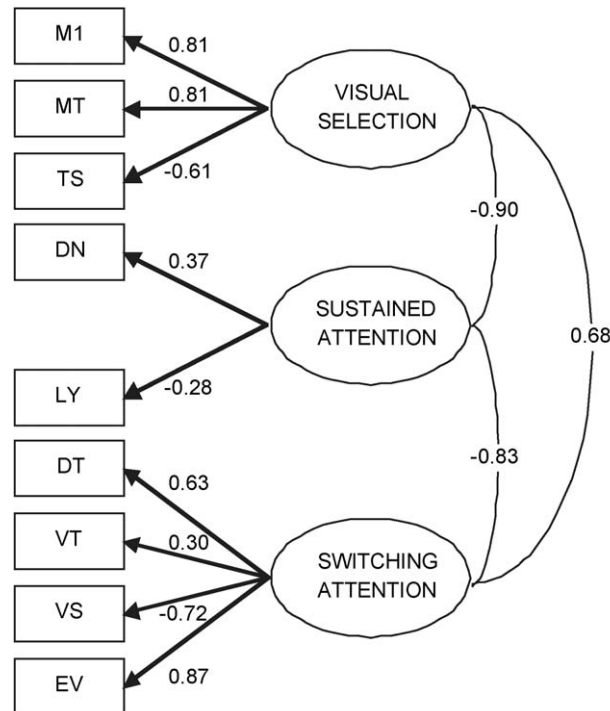 M1
0.81
MT
0.81
VISUAL
SELECTION
TS
-0.61
-0.90
DN
0.37
SUSTAINED
ATTENTION
0.68
LY
-0.28
-0.83
DT
0.63
VT
0.30
SWITCHING
ATTENTION
VS
-0.72
EV
0.87